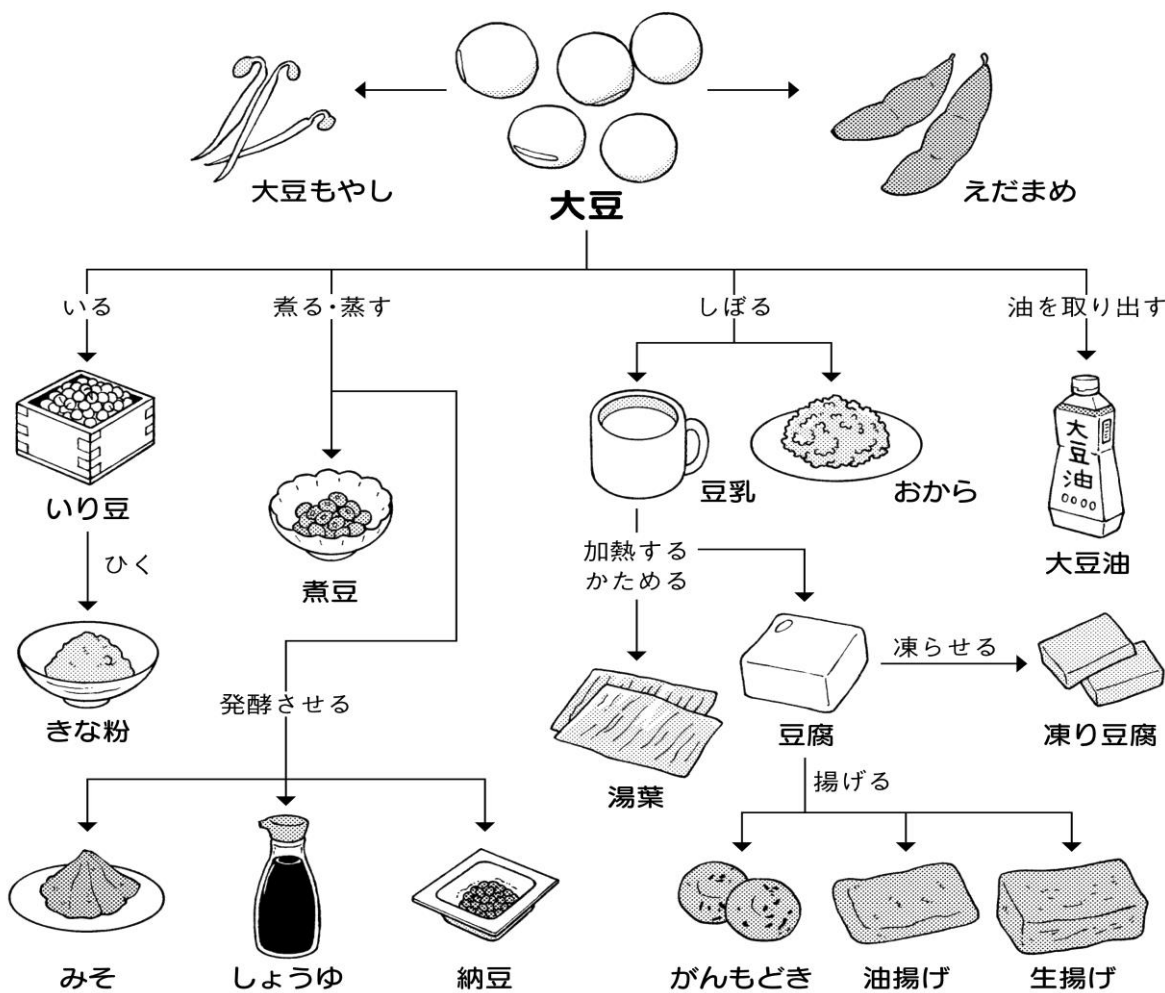 大豆もやし
大豆
えだまめ
いる
煮る・蒸す
しぼる
油を取り出す
大豆油
いり豆
豆乳
おから
大豆油
ひく
煮豆
加熱する
かためる
きな粉
発酵させる
湯葉
豆腐
凍らせる
凍り豆腐
揚げる
みそ
しょうゆ
納豆
がんもどき
油揚げ
生揚げ